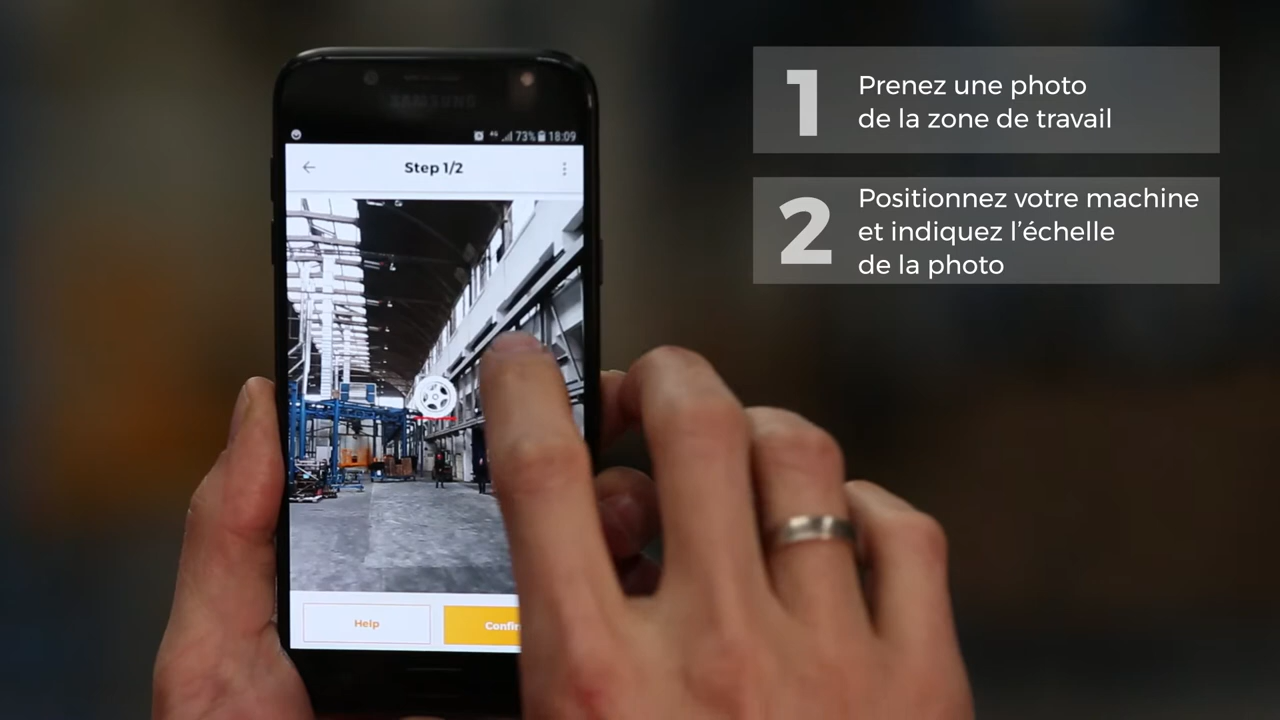 SAMSUNG
4G 73% 18:09
Step 1/2
Help
1
Prenez une photo
de la zone de travail
2
Positionnez votre machine
et indiquez l’échelle
de la photo